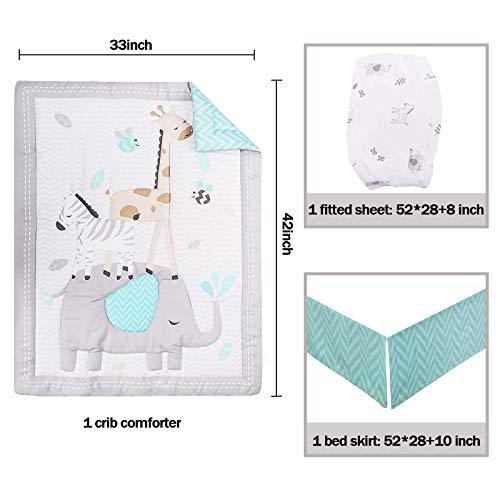 33inch
42inch
1 crib comforter
1 fitted sheet: 52*28+8 inch
1 bed skirt: 52*28+10 inch